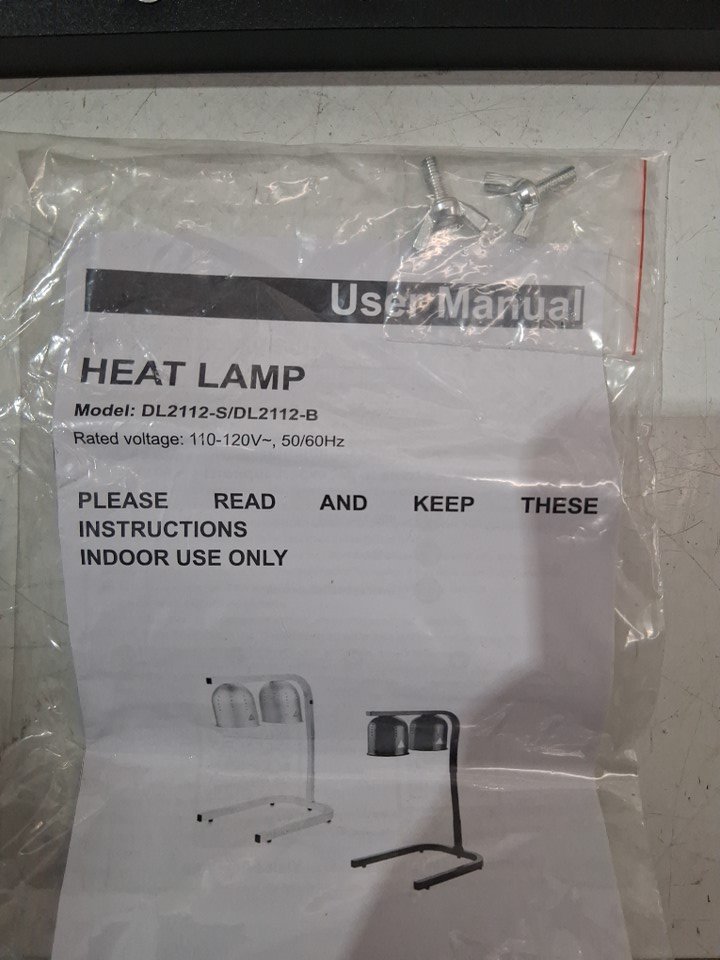 User Manual
HEAT LAMP
Model: DL2112-S/DL2112-B
Rated voltage: 110-120V~, 50/60Hz
PLEASE READ AND KEEP THESE
INSTRUCTIONS
INDOOR USE ONLY